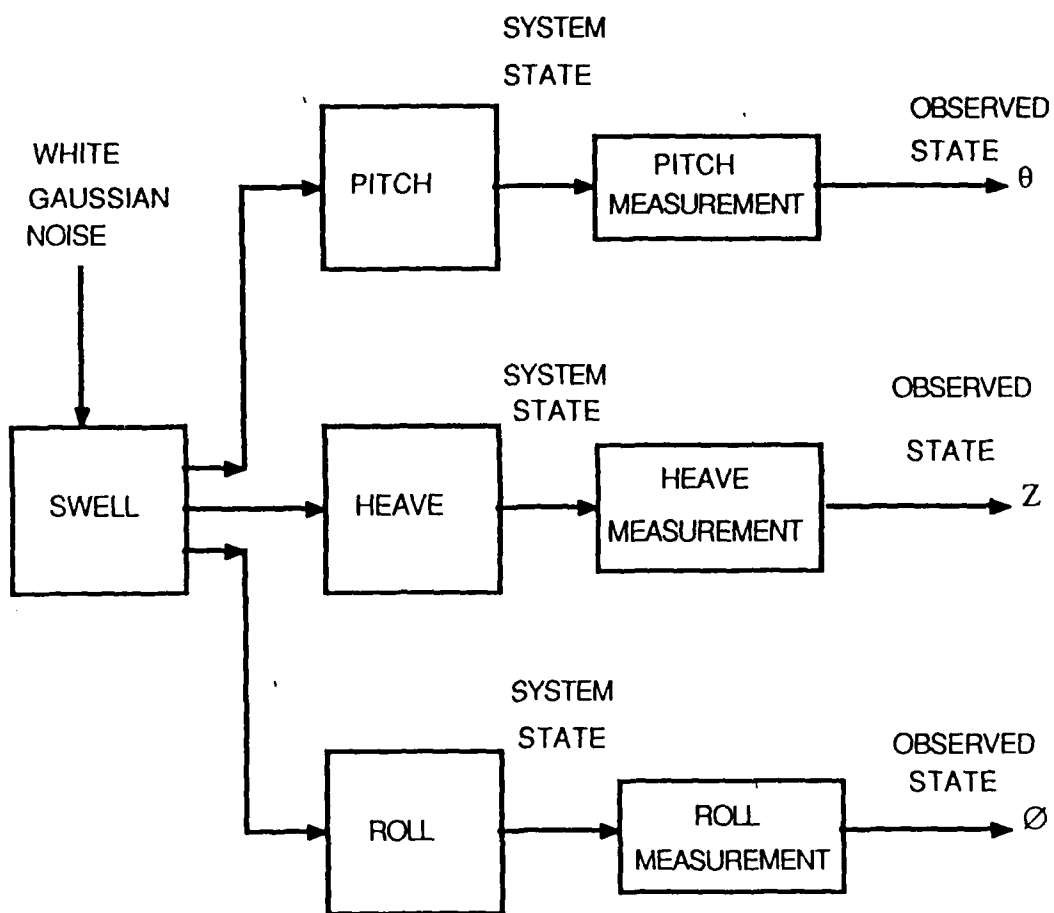 SYSTEM
STATE
OBSERVED
STATE
θ
WHITE
GAUSSIAN
NOISE
PITCH
PITCH
MEASUREMENT
SYSTEM
STATE
OBSERVED
STATE
Z
SWELL
HEAVE
HEAVE
MEASUREMENT
SYSTEM
STATE
OBSERVED
STATE
Ø
ROLL
ROLL
MEASUREMENT